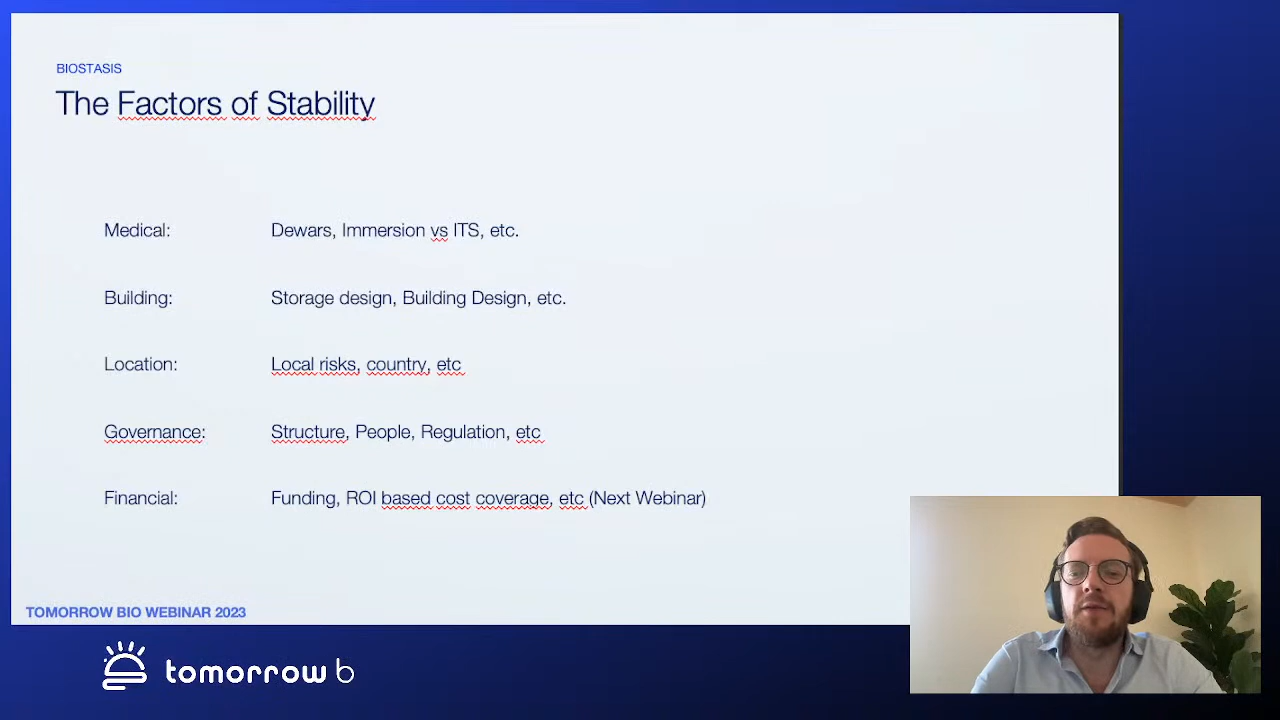 BIOSTASIS
The Factors of Stability
Medical: Dewars, Immersion vs ITS, etc.
Building: Storage design, Building Design, etc.
Location: Local risks, country, etc
Governance: Structure, People, Regulation, etc
Financial: Funding, ROI based cost coverage, etc (Next Webinar)
TOMORROW BIO WEBINAR 2023
tomorrow b